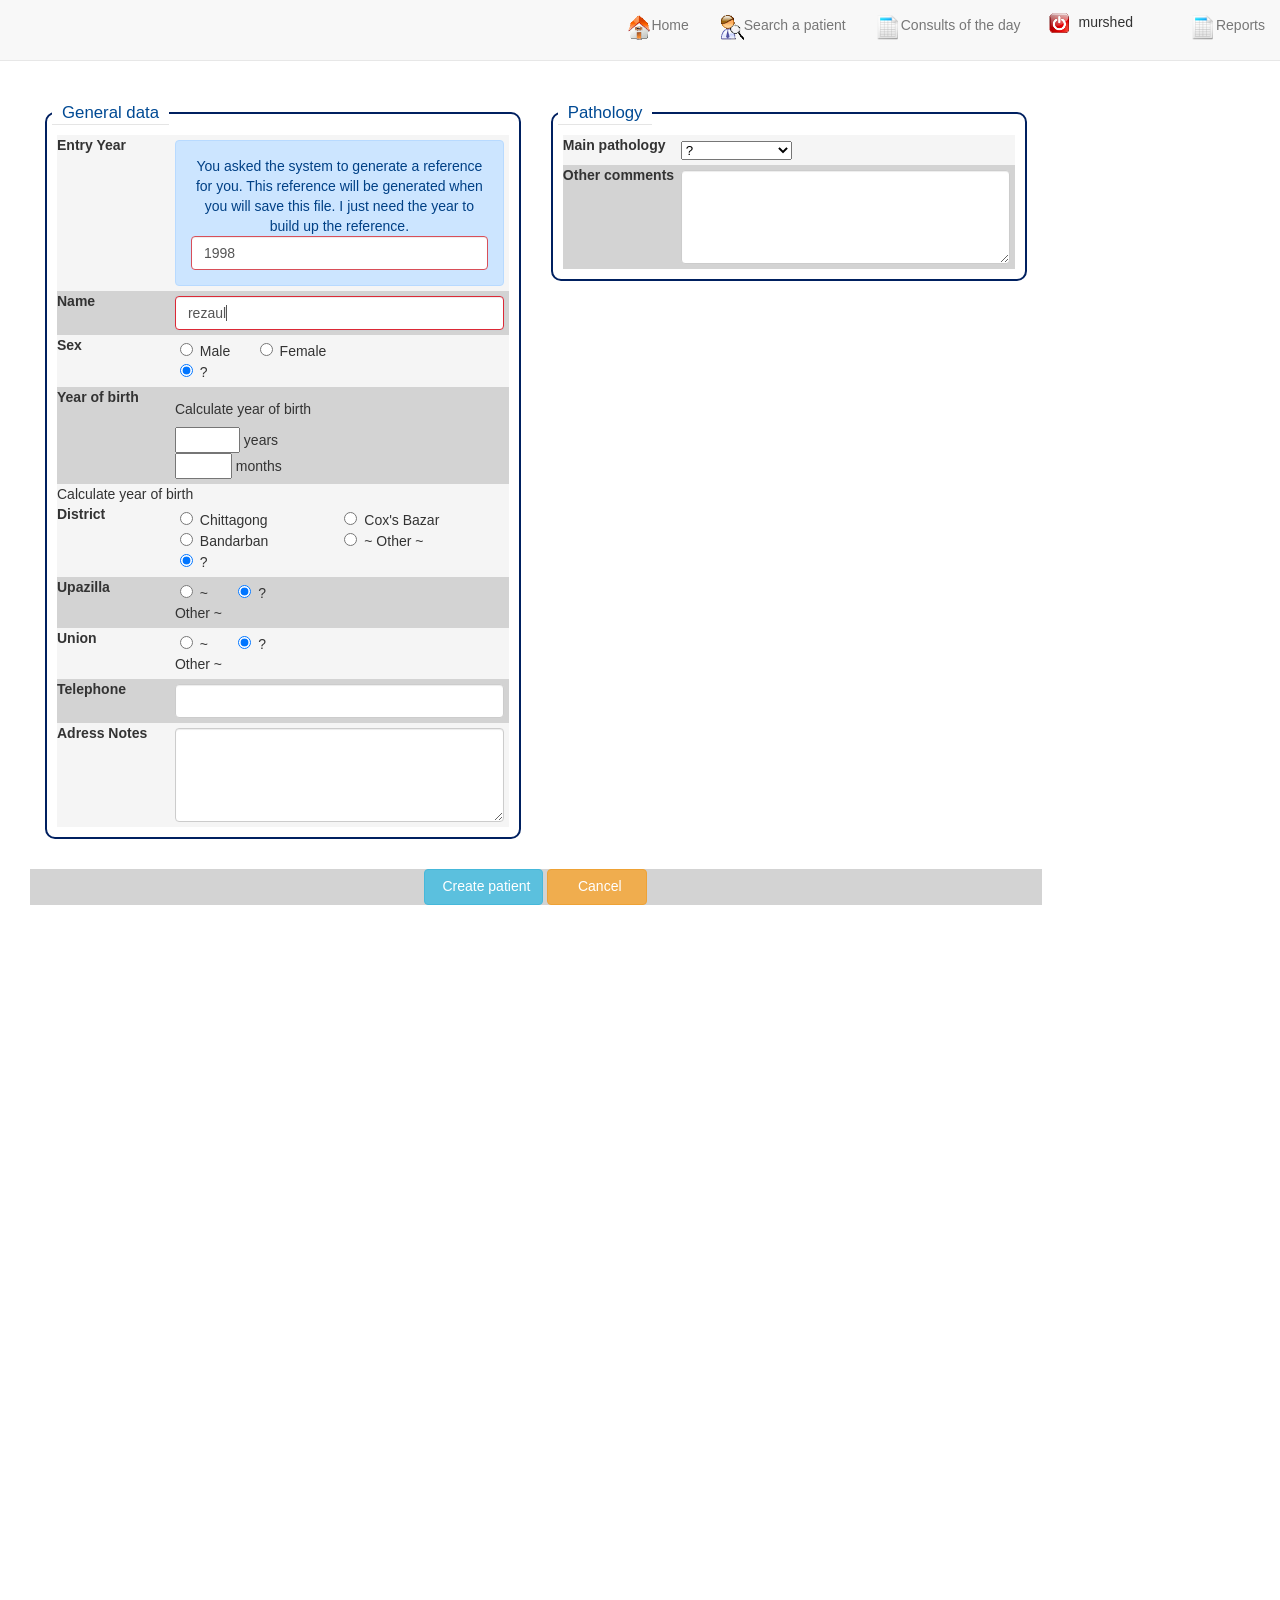 Home Search a patient Consults of the day murshed Reports
General data
Entry Year
You asked the system to generate a reference
for you. This reference will be generated when
you will save this file. I just need the year to
build up the reference.
1998
Name rezaul
Sex Male Female
?
Year of birth
Calculate year of birth
years
months
Calculate year of birth
District Chittagong Cox's Bazar
Bandarban ~ Other ~
?
Upazilla ~ ?
Other ~
Union ~ ?
Other ~
Telephone
Adress Notes
Pathology
Main pathology ?
Other comments
Create patient Cancel